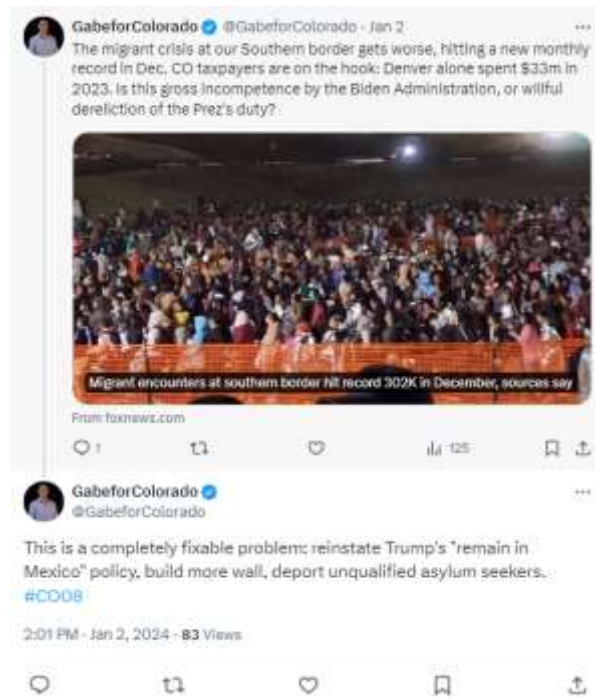 GabeforColorado @GabeforColorado · Jan 2
The migrant crisis at our Southern border gets worse, hitting a new monthly
record in Dec. CO taxpayers are on the hook: Denver alone spent $33m in
2023. Is this gross incompetence by the Biden Administration, or willful
dereliction of the Prez's duty?
Migrant encounters at southern border hit record 302K in December, sources say
From foxnews.com
1
125
GabeforColorado
@GabeforColorado
This is a completely fixable problem: reinstate Trump's "remain in
Mexico" policy, build more wall, deport unqualified asylum seekers.
#CO08
2:01 PM · Jan 2, 2024 · 83 Views